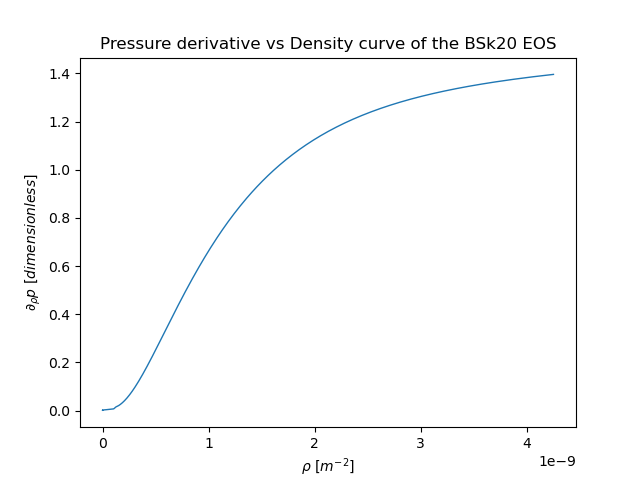 Pressure derivative vs Density curve of the BSk20 EOS
1.4
1.2
1.0
0.8
0.6
0.4
0.2
0.0
∂ρp [dimensionless]
0 1 2 3 4
1e−9
ρ [m⁻²]